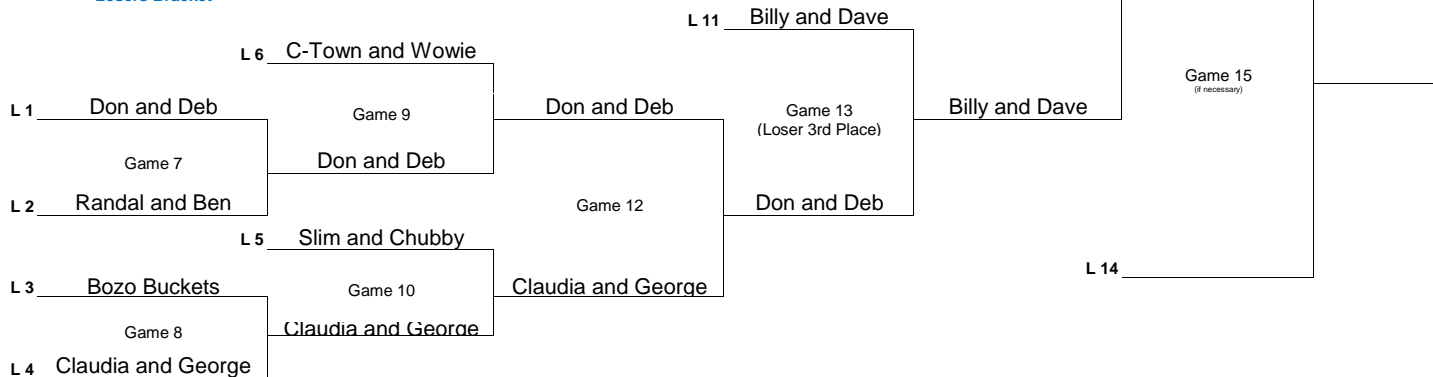 Losers Bracket
L 11 Billy and Dave
L 6 C-Town and Wowie
Game 15
(if necessary)
L 1 Don and Deb
Game 9
Don and Deb
Game 13
(Loser 3rd Place)
Billy and Dave
Game 7
Don and Deb
L 2 Randal and Ben
Game 12
Don and Deb
L 5 Slim and Chubby
L 14
L 3 Bozo Buckets
Game 10
Claudia and George
Game 8
Claudia and George
L 4 Claudia and George